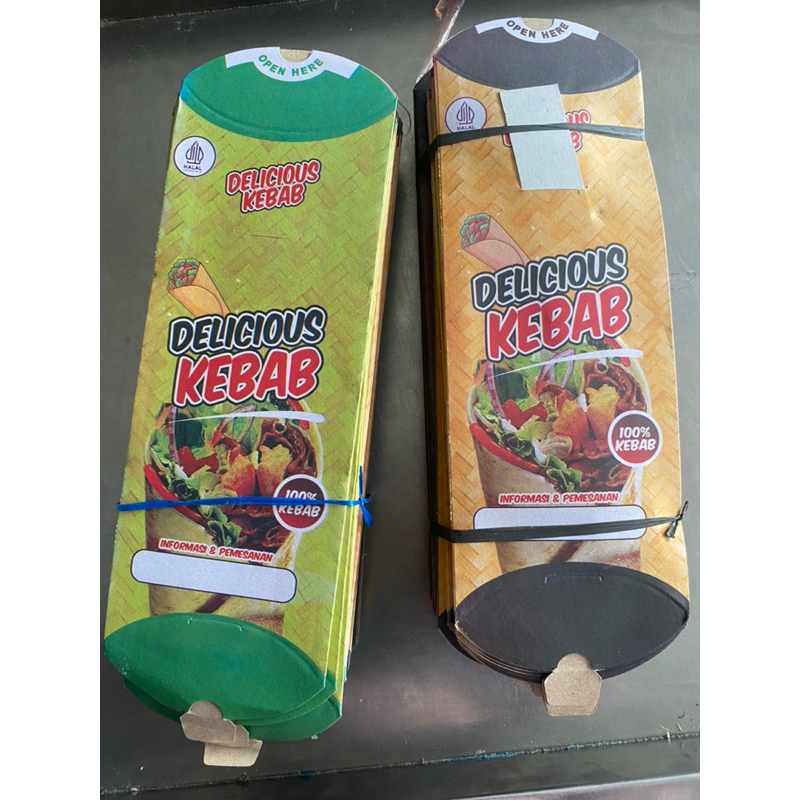 OPEN HERE
HALAL
DELICIOUS
KEBAB
DELICIOUS
KEBAB
100%
KEBAB
INFORMASI & PEMESANAN
OPEN HERE
HALAL
DELICIOUS
KEBAB
100%
KEBAB
INFORMASI & PEMESANAN